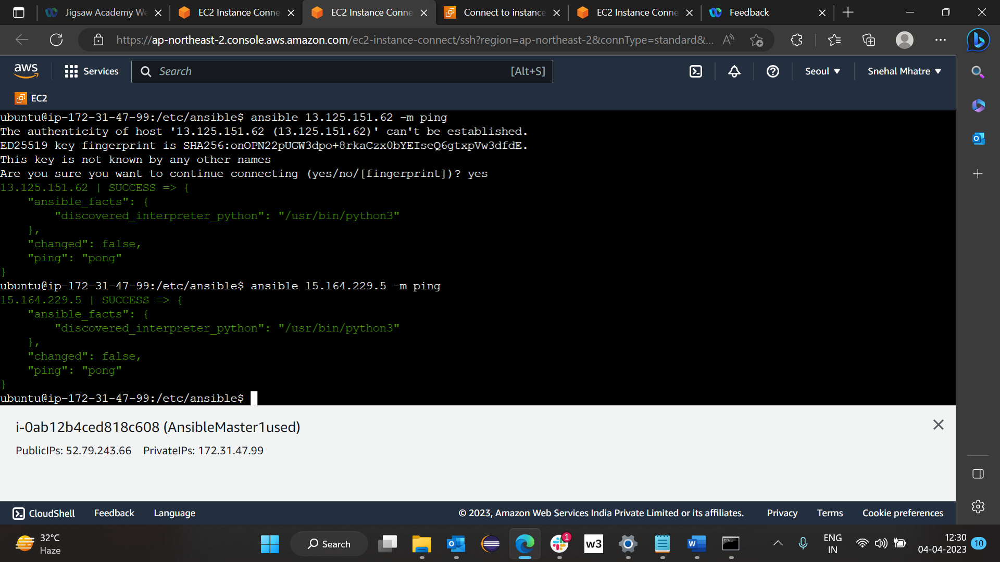 Jigsaw Academy We
EC2 Instance Conne
EC2 Instance Conne
Connect to instance
EC2 Instance Conne
Feedback
https://ap-northeast-2.console.aws.amazon.com/ec2-instance-connect/ssh?region=ap-northeast-2&connType=standard&...
aws
Services
Search
[Alt+S]
Seoul
Snehal Mhatre
EC2
ubuntu@ip-172-31-47-99:/etc/ansible$ ansible 13.125.151.62 -m ping
The authenticity of host '13.125.151.62 (13.125.151.62)' can't be established.
ED25519 key fingerprint is SHA256:onOPN22pUGW3dpo+8rkaCzx0bYEIseQ6gtxpVw3dfdE.
This key is not known by any other names
Are you sure you want to continue connecting (yes/no/[fingerprint])? yes
13.125.151.62 | SUCCESS => {
    "ansible_facts": {
        "discovered_interpreter_python": "/usr/bin/python3"
    },
    "changed": false,
    "ping": "pong"
}
ubuntu@ip-172-31-47-99:/etc/ansible$ ansible 15.164.229.5 -m ping
15.164.229.5 | SUCCESS => {
    "ansible_facts": {
        "discovered_interpreter_python": "/usr/bin/python3"
    },
    "changed": false,
    "ping": "pong"
}
ubuntu@ip-172-31-47-99:/etc/ansible$
i-0ab12b4ced818c608 (AnsibleMaster1used)
PublicIPs: 52.79.243.66 PrivateIPs: 172.31.47.99
CloudShell
Feedback
Language
© 2023, Amazon Web Services India Private Limited or its affiliates.
Privacy
Terms
Cookie preferences
32°C
Haze
Search
1
w3
ENG
IN
12:30
04-04-2023
10